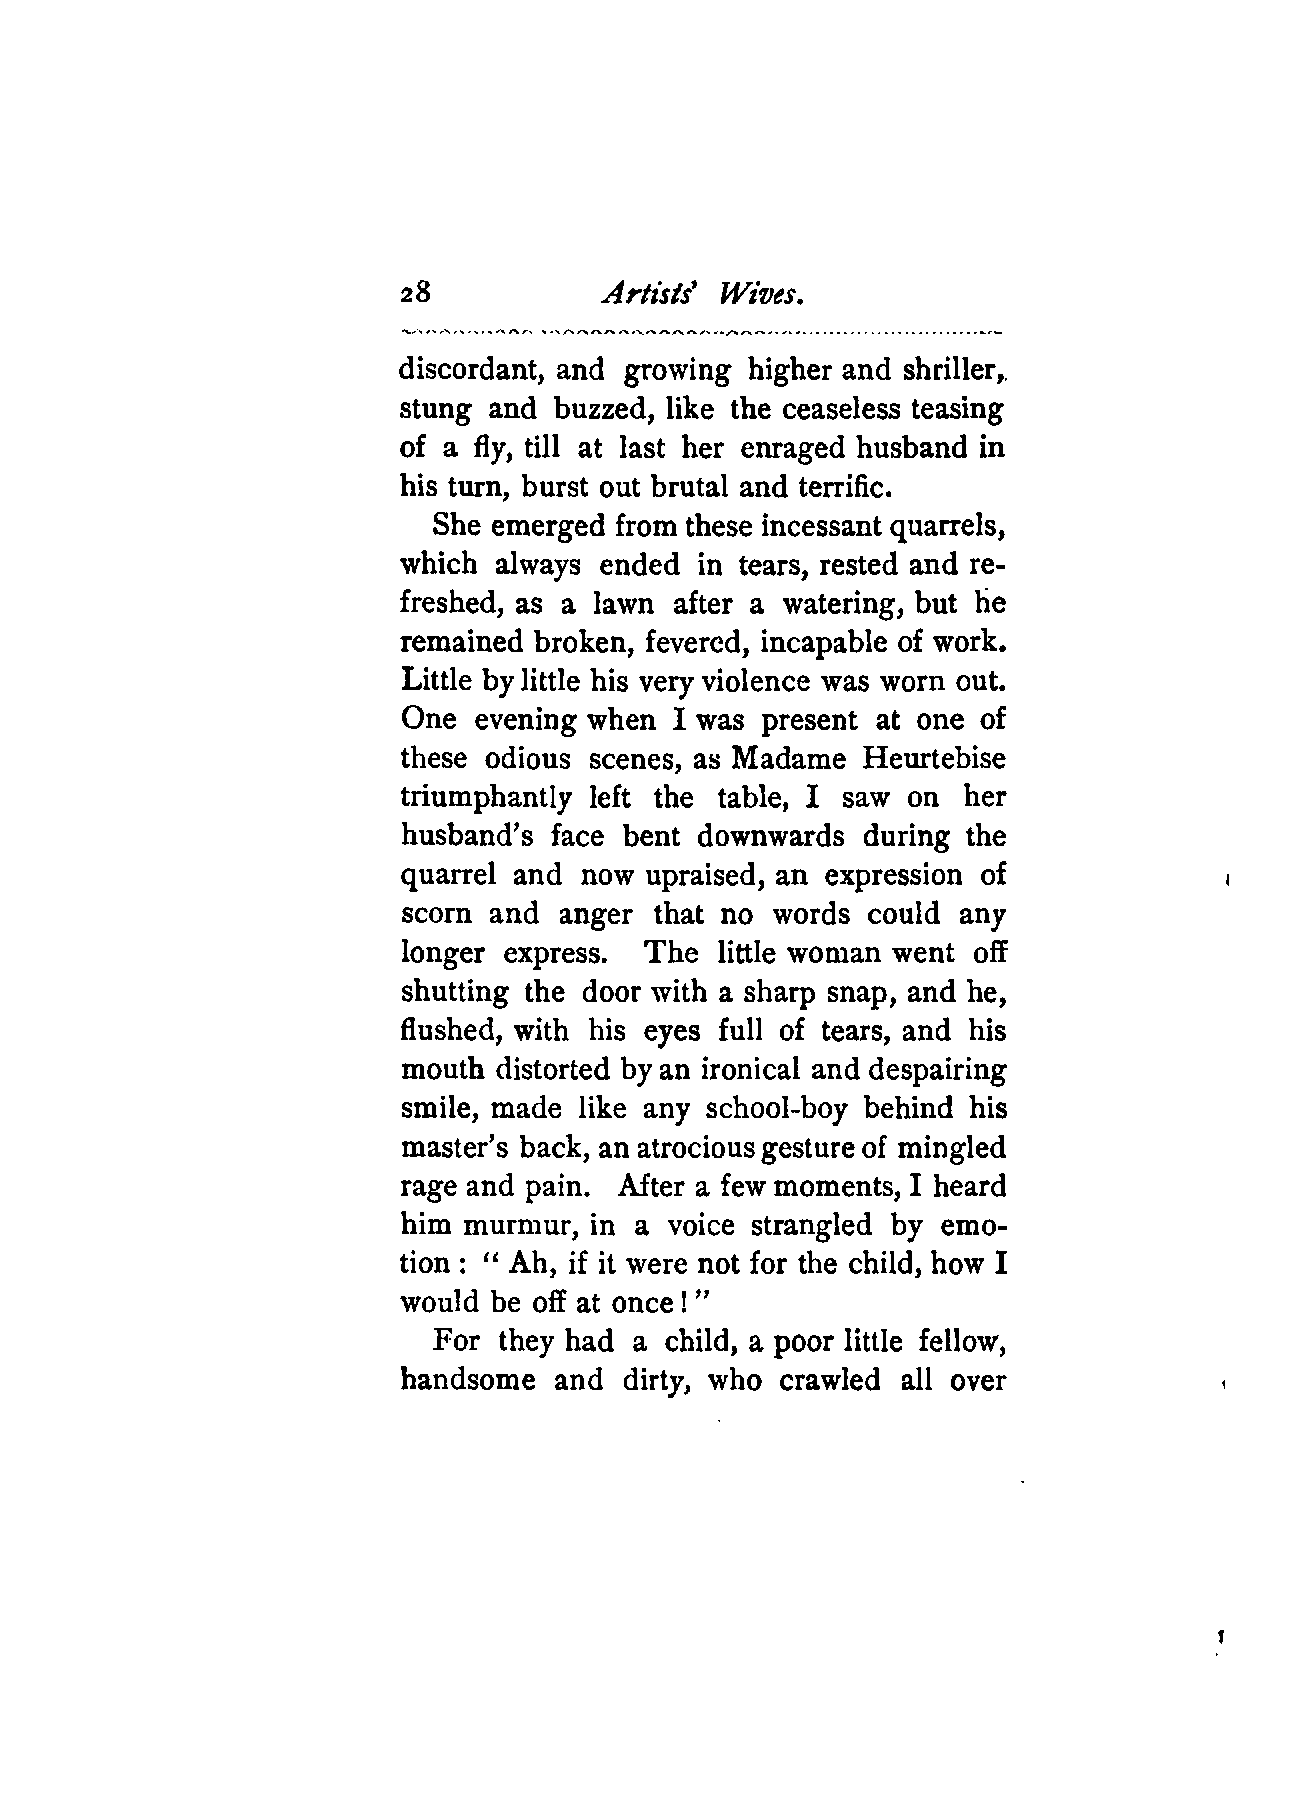 28 Artists' Wives.
discordant, and growing higher and shriller,
stung and buzzed, like the ceaseless teasing
of a fly, till at last her enraged husband in
his turn, burst out brutal and terrific.
She emerged from these incessant quarrels,
which always ended in tears, rested and re-
freshed, as a lawn after a watering, but he
remained broken, fevered, incapable of work.
Little by little his very violence was worn out.
One evening when I was present at one of
these odious scenes, as Madame Heurtebise
triumphantly left the table, I saw on her
husband's face bent downwards during the
quarrel and now upraised, an expression of
scorn and anger that no words could any
longer express. The little woman went off
shutting the door with a sharp snap, and he,
flushed, with his eyes full of tears, and his
mouth distorted by an ironical and despairing
smile, made like any school-boy behind his
master's back, an atrocious gesture of mingled
rage and pain. After a few moments, I heard
him murmur, in a voice strangled by emo-
tion : " Ah, if it were not for the child, how I
would be off at once ! "
For they had a child, a poor little fellow,
handsome and dirty, who crawled all over